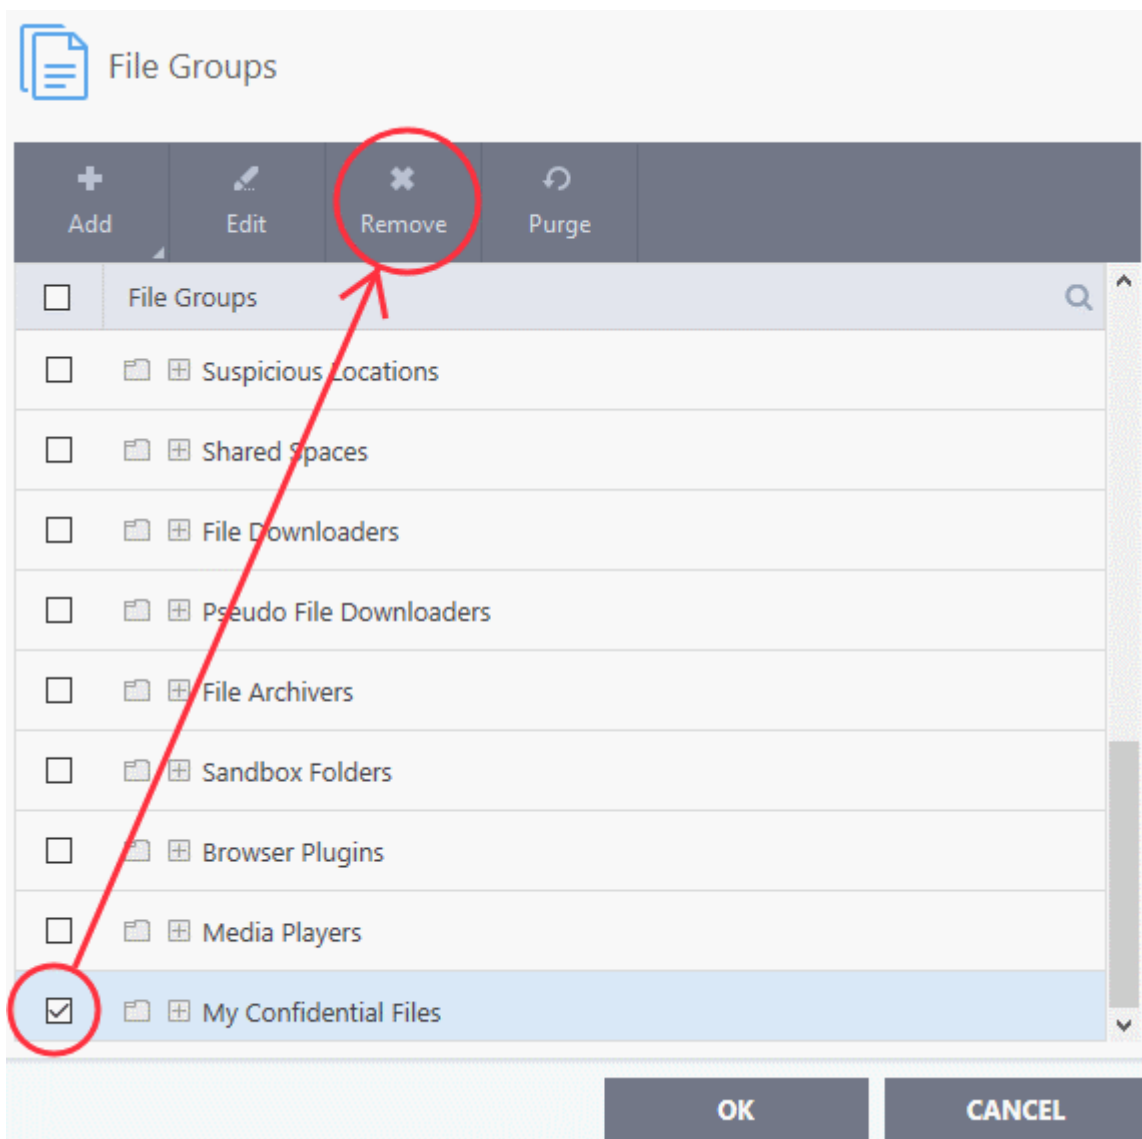 File Groups
Add Edit Remove Purge
File Groups
Suspicious Locations
Shared Spaces
File Downloaders
Pseudo File Downloaders
File Archivers
Sandbox Folders
Browser Plugins
Media Players
My Confidential Files
OK CANCEL